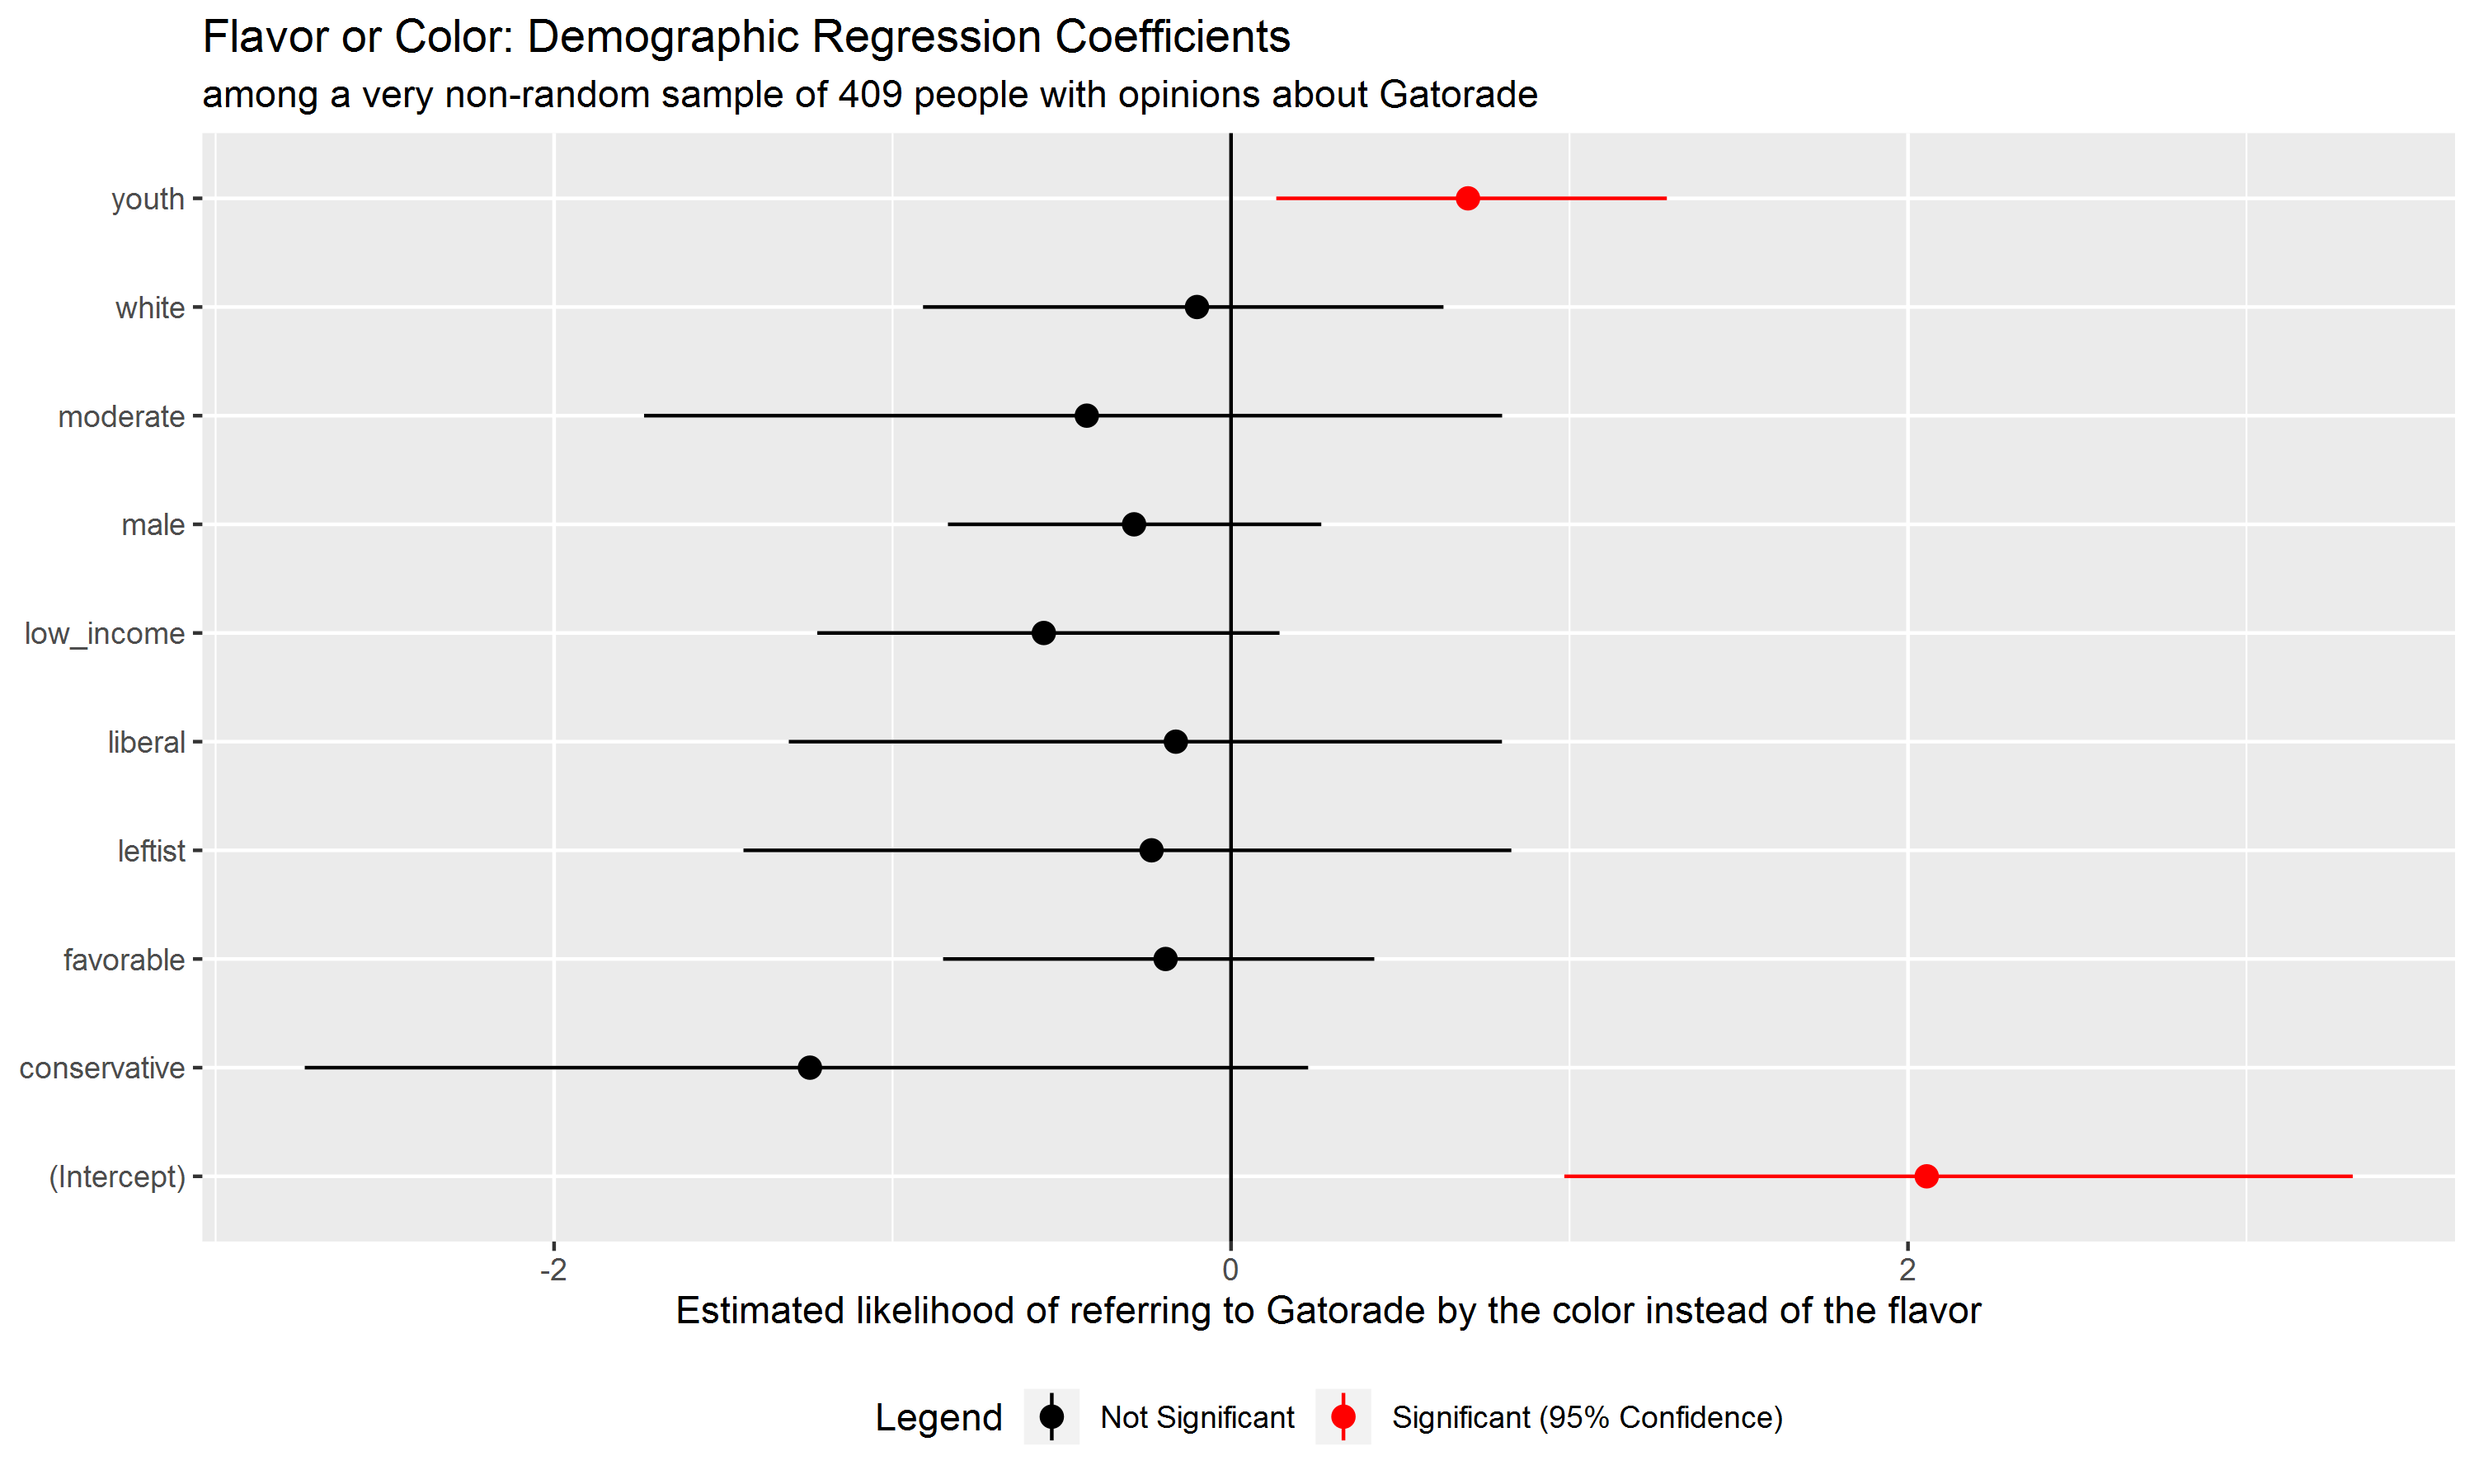 Flavor or Color: Demographic Regression Coefficients
among a very non-random sample of 409 people with opinions about Gatorade
youth
white
moderate
male
low_income
liberal
leftist
favorable
conservative
(Intercept)
-2 0 2
Estimated likelihood of referring to Gatorade by the color instead of the flavor
Legend Not Significant Significant (95% Confidence)